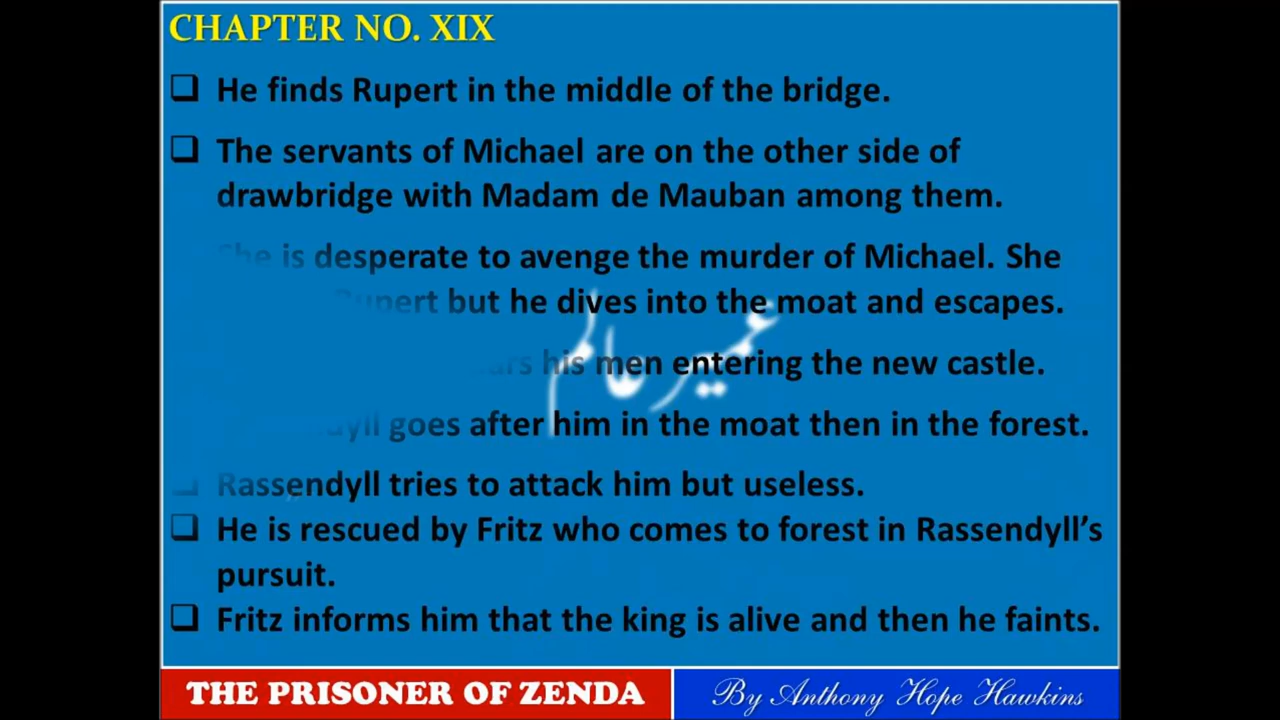 CHAPTER NO. XIX
He finds Rupert in the middle of the bridge.
The servants of Michael are on the other side of
drawbridge with Madam de Mauban among them.
She is desperate to avenge the murder of Michael. She
Rupert but he dives into the moat and escapes.
his men entering the new castle.
goes after him in the moat then in the forest.
عمیر عالم
Rassendyll tries to attack him but useless.
He is rescued by Fritz who comes to forest in Rassendyll’s
pursuit.
Fritz informs him that the king is alive and then he faints.
THE PRISONER OF ZENDA
By Anthony Hope Hawkins